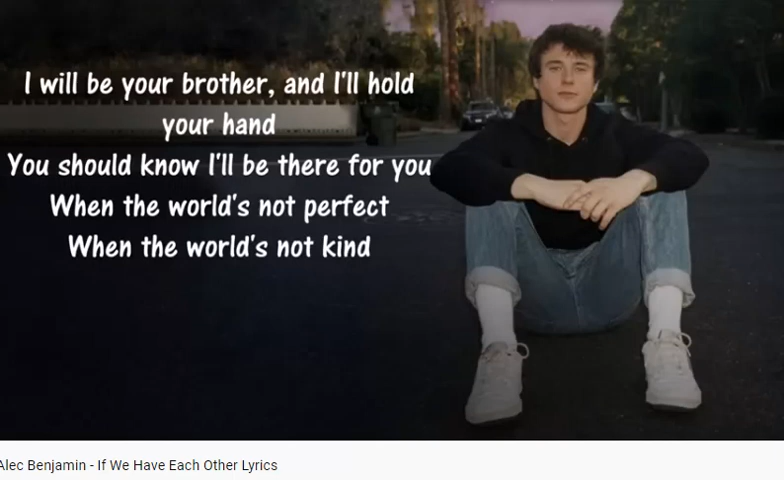 I will be your brother, and I'll hold
your hand
You should know I'll be there for you
When the world's not perfect
When the world's not kind
Alec Benjamin - If We Have Each Other Lyrics